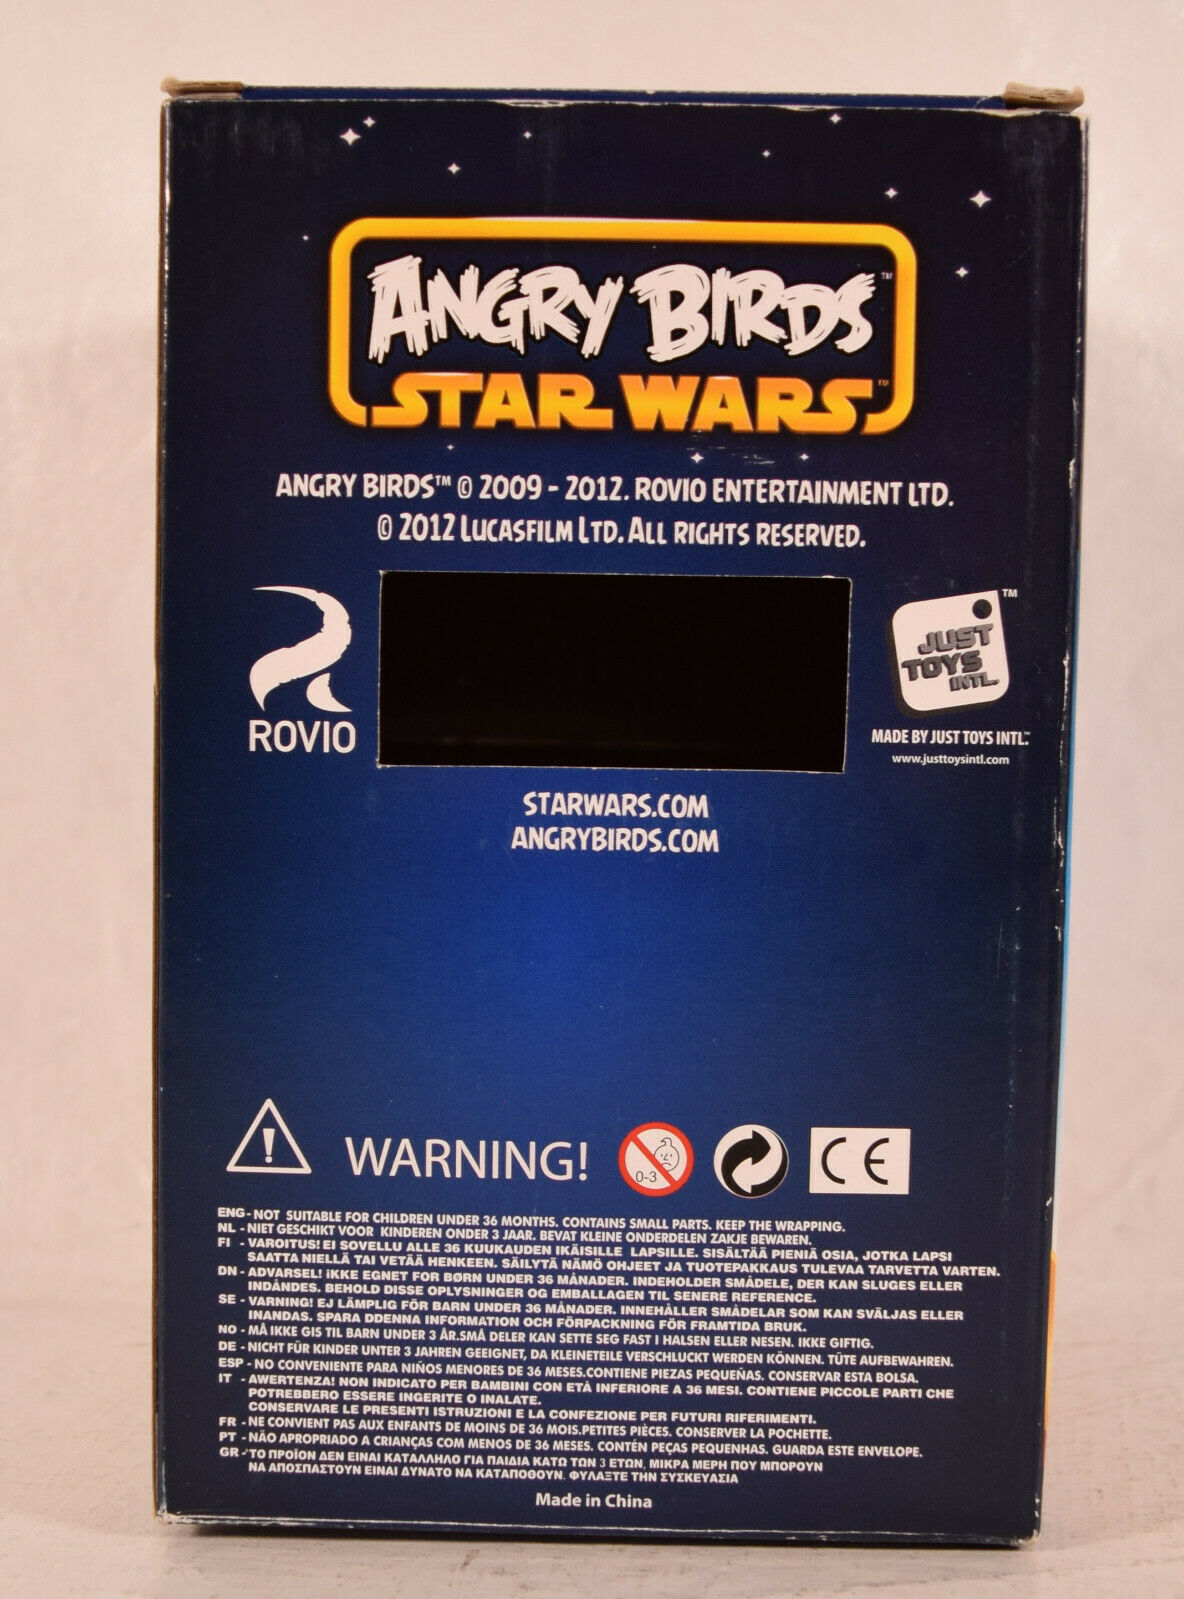 ANGRY BIRDS™
STAR WARS™
ANGRY BIRDS™ © 2009 - 2012. ROVIO ENTERTAINMENT LTD.
© 2012 LUCASFILM LTD. ALL RIGHTS RESERVED.
ROVIO
JUST
TOYS
INTL.
TM
MADE BY JUST TOYS INTL.™
www.justtoysintl.com
STARWARS.COM
ANGRYBIRDS.COM
WARNING!
0-3
CE
ENG - NOT SUITABLE FOR CHILDREN UNDER 36 MONTHS. CONTAINS SMALL PARTS. KEEP THE WRAPPING.
NL - NIET GESCHIKT VOOR KINDEREN ONDER 3 JAAR. BEVAT KLEINE ONDERDELEN ZAKJE BEWAREN.
FI - VAROITUS! EI SOVELLU ALLE 36 KUUKAUDEN IKÄISILLE LAPSILLE. SISÄLTÄÄ PIENIÄ OSIA, JOTKA LAPSI
SAATTA NIELLÄ TAI VETÄÄ HENKEEN. SÄILYTÄ NÄMÖ OHJEET JA TUOTEPAKKAUS TULEVAA TARVETTA VARTEN.
DN - ADVARSEL! IKKE EGNET FOR BØRN UNDER 36 MÅNADER. INDEHOLDER SMÅDELE, DER KAN SLUGES ELLER
INDÅNDES. BEHOLD DISSE OPLYSNINGER OG EMBALLAGEN TIL SENERE REFERENCE.
SE - VARNING! EJ LÄMPLIG FÖR BARN UNDER 36 MÅNADER. INNEHÅLLER SMÅDELAR SOM KAN SVÄLJAS ELLER
INANDAS. SPARA DDENNA INFORMATION OCH FÖRPACKNING FÖR FRAMTIDA BRUK.
NO - MÅ IKKE GIS TIL BARN UNDER 3 ÅR.SMÅ DELER KAN SETTE SEG FAST I HALSEN ELLER NESEN. IKKE GIFTIG.
DE - NICHT FÜR KINDER UNTER 3 JAHREN GEEIGNET, DA KLEINTEILE VERSCHLUCKT WERDEN KÖNNEN. TÜTE AUFBEWAHREN.
ESP - NO CONVENIENTE PARA NIÑOS MENORES DE 36 MESES.CONTIENE PIEZAS PEQUEÑAS. CONSERVAR ESTA BOLSA.
IT - AWERTENZA! NON INDICATO PER BAMBINI CON ETÁ INFERIORE A 36 MESI. CONTIENE PICCOLE PARTI CHE
POTREBBERO ESSERE INGERITE O INALATE.
CONSERVARE LE PRESENTI ISTRUZIONI E LA CONFEZIONE PER FUTURI RIFERIMENTI.
FR - NE CONVIENT PAS AUX ENFANTS DE MOINS DE 36 MOIS.PETITES PIÈCES. CONSERVER LA POCHETTE.
PT - NÃO APROPRIADO A CRIANÇAS COM MENOS DE 36 MESES. CONTÉN PEÇAS PEQUENHAS. GUARDA ESTE ENVELOPE.
GR - ΤΟ ΠΡΟΪΟΝ ΔΕΝ ΕΙΝΑΙ ΚΑΤΑΛΛΗΛΟ ΓΙΑ ΠΑΙΔΙΑ ΚΑΤΩ ΤΩΝ 3 ΕΤΩΝ, ΜΙΚΡΑ ΜΕΡΗ ΠΟΥ ΜΠΟΡΟΥΝ
ΝΑ ΑΠΟΣΠΑΣΤΟΥΝ ΕΙΝΑΙ ΔΥΝΑΤΟ ΝΑ ΚΑΤΑΠΟΘΟΥΝ. ΦΥΛΑΞΤΕ ΤΗΝ ΣΥΣΚΕΥΑΣΙΑ
Made in China